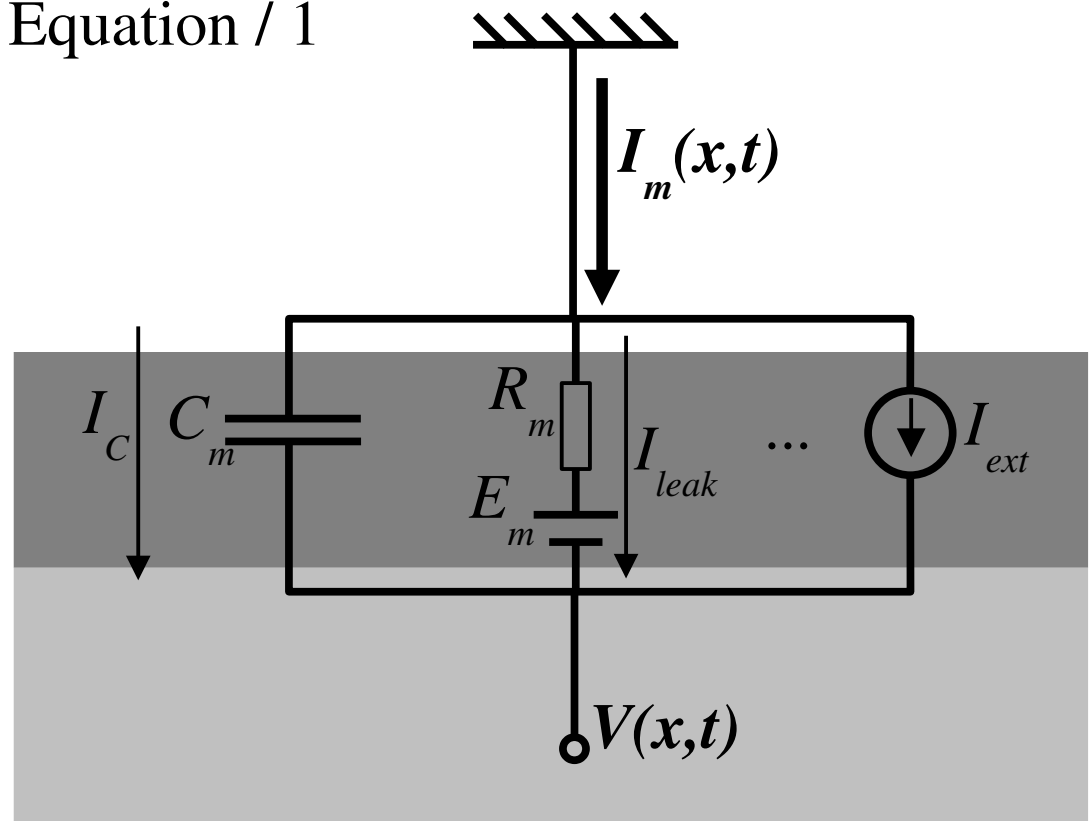 Equation / 1
I_m(x,t)
I_C
C_m
R_m
E_m
I_leak
...
I_ext
V(x,t)